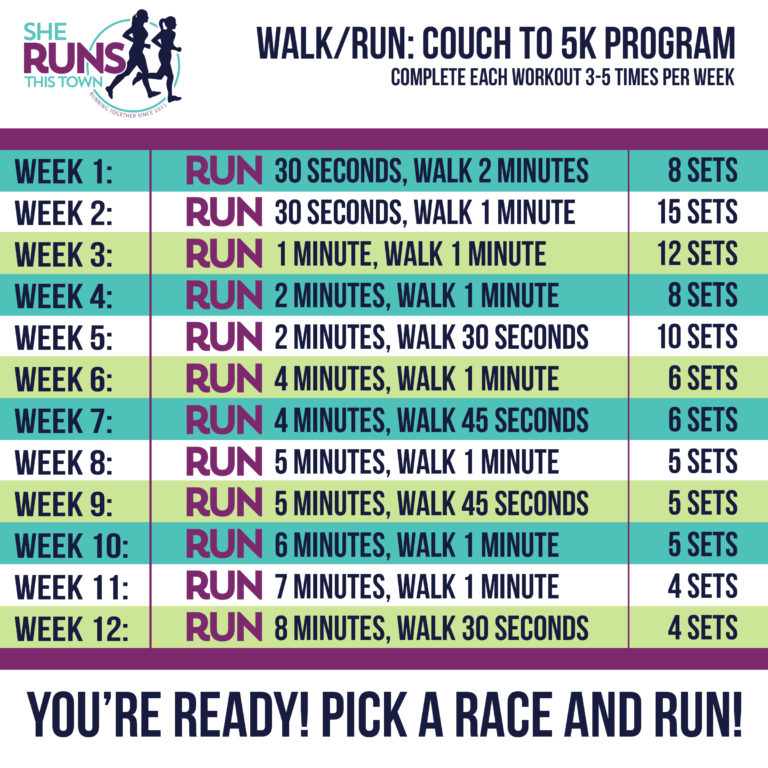 SHE
RUNS
THIS TOWN
RUNNING TOGETHER SINCE 2011
WALK/RUN: COUCH TO 5K PROGRAM
COMPLETE EACH WORKOUT 3-5 TIMES PER WEEK
WEEK 1: RUN 30 SECONDS, WALK 2 MINUTES 8 SETS
WEEK 2: RUN 30 SECONDS, WALK 1 MINUTE 15 SETS
WEEK 3: RUN 1 MINUTE, WALK 1 MINUTE 12 SETS
WEEK 4: RUN 2 MINUTES, WALK 1 MINUTE 8 SETS
WEEK 5: RUN 2 MINUTES, WALK 30 SECONDS 10 SETS
WEEK 6: RUN 4 MINUTES, WALK 1 MINUTE 6 SETS
WEEK 7: RUN 4 MINUTES, WALK 45 SECONDS 6 SETS
WEEK 8: RUN 5 MINUTES, WALK 1 MINUTE 5 SETS
WEEK 9: RUN 5 MINUTES, WALK 45 SECONDS 5 SETS
WEEK 10: RUN 6 MINUTES, WALK 1 MINUTE 5 SETS
WEEK 11: RUN 7 MINUTES, WALK 1 MINUTE 4 SETS
WEEK 12: RUN 8 MINUTES, WALK 30 SECONDS 4 SETS
YOU'RE READY! PICK A RACE AND RUN!